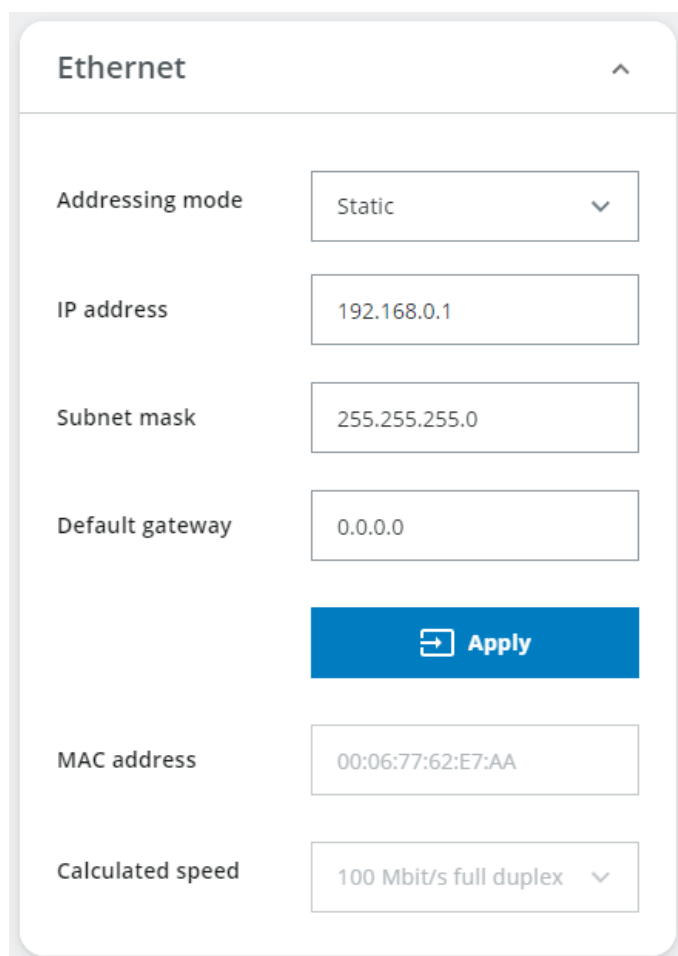 Ethernet
Addressing mode
Static
IP address
192.168.0.1
Subnet mask
255.255.255.0
Default gateway
0.0.0.0
Apply
MAC address
00:06:77:62:E7:AA
Calculated speed
100 Mbit/s full duplex